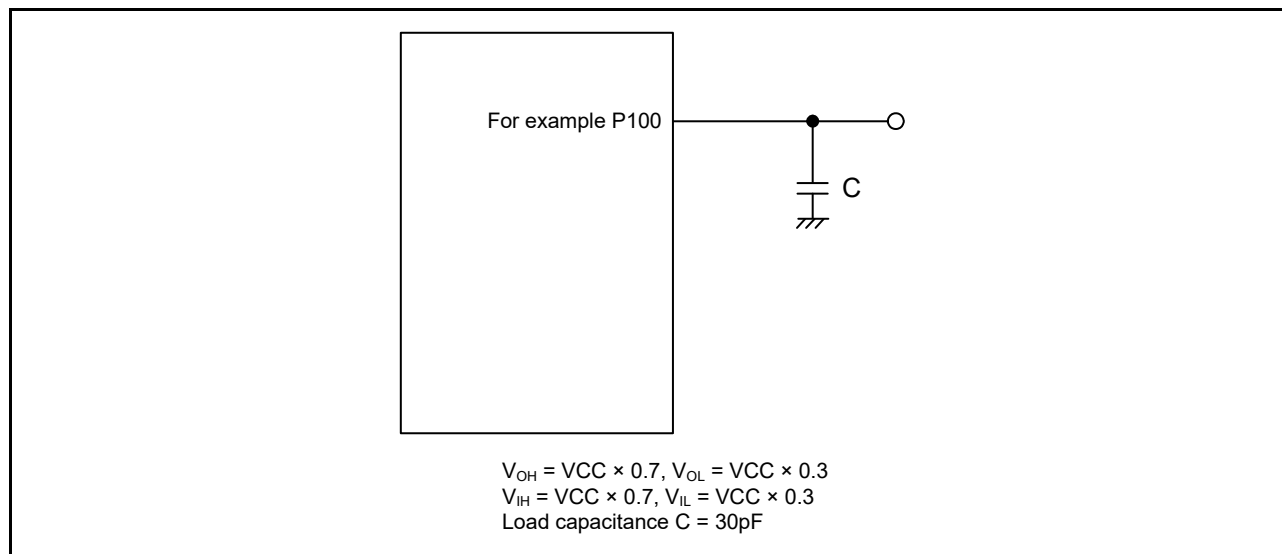 For example P100
C
V_OH = VCC × 0.7, V_OL = VCC × 0.3
V_IH = VCC × 0.7, V_IL = VCC × 0.3
Load capacitance C = 30pF